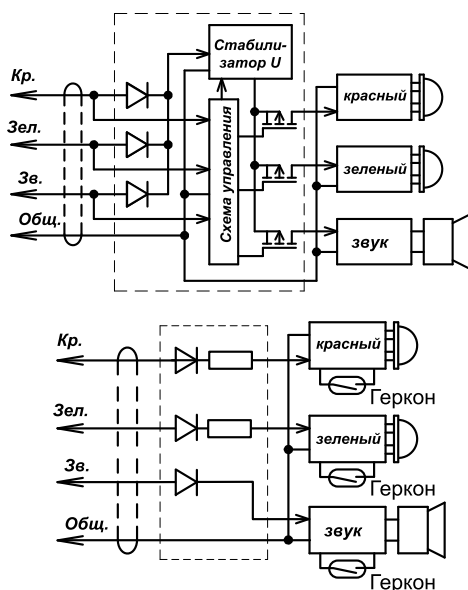 Стабили-
затор U
Кр.
красный
Зел.
Схема управления
зеленый
Зв.
Общ.
звук
Кр.
красный
Геркон
Зел.
зеленый
Зв.
Геркон
Общ.
звук
Геркон